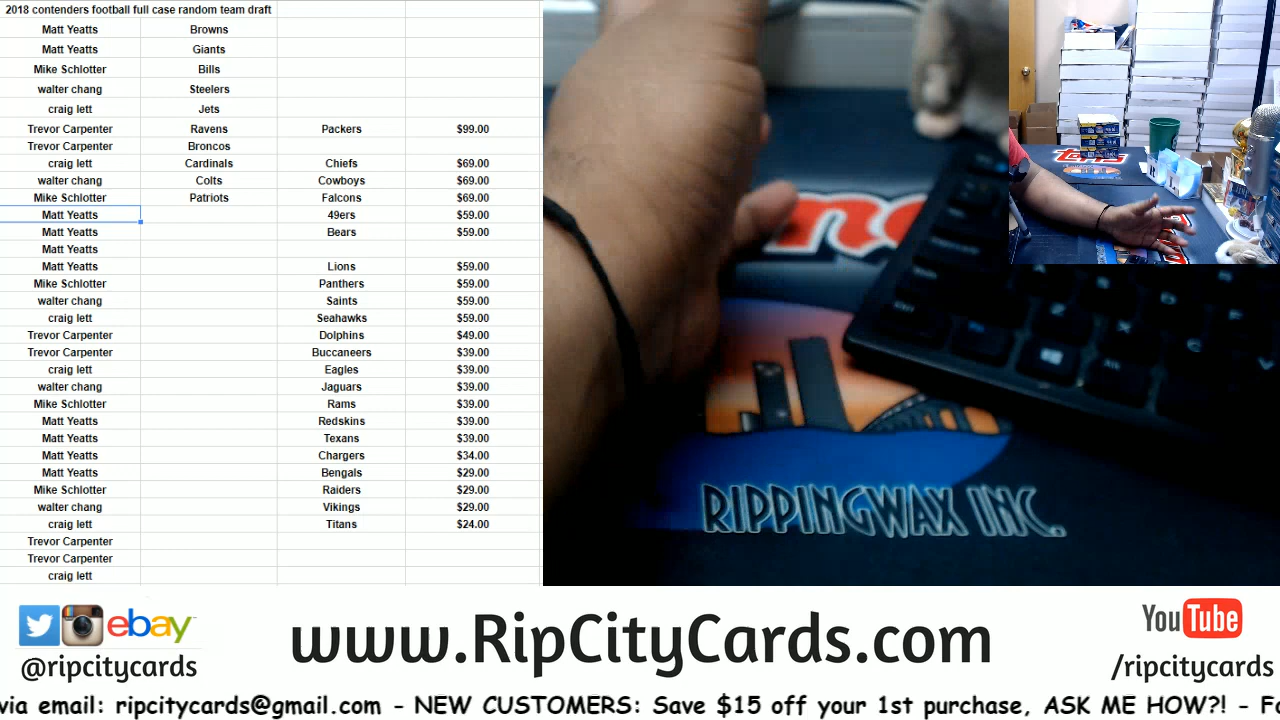 2018 contenders football full case random team draft
Matt Yeatts Browns
Matt Yeatts Giants
Mike Schlotter Bills
walter chang Steelers
craig lett Jets
Trevor Carpenter Ravens Packers $99.00
Trevor Carpenter Broncos
craig lett Cardinals Chiefs $69.00
walter chang Colts Cowboys $69.00
Mike Schlotter Patriots Falcons $69.00
Matt Yeatts 49ers $59.00
Matt Yeatts Bears $59.00
Matt Yeatts
Matt Yeatts Lions $59.00
Mike Schlotter Panthers $59.00
walter chang Saints $59.00
craig lett Seahawks $59.00
Trevor Carpenter Dolphins $49.00
Trevor Carpenter Buccaneers $39.00
craig lett Eagles $39.00
walter chang Jaguars $39.00
Mike Schlotter Rams $39.00
Matt Yeatts Redskins $39.00
Matt Yeatts Texans $39.00
Matt Yeatts Chargers $34.00
Matt Yeatts Bengals $29.00
Mike Schlotter Raiders $29.00
walter chang Vikings $29.00
craig lett Titans $24.00
Trevor Carpenter
Trevor Carpenter
craig lett
RIPPINGWAX INC.
ebay
@ripcitycards
www.RipCityCards.com
YouTube
/ripcitycards
via email: ripcitycards@gmail.com - NEW CUSTOMERS: Save $15 off your 1st purchase, ASK ME HOW?! - Fo